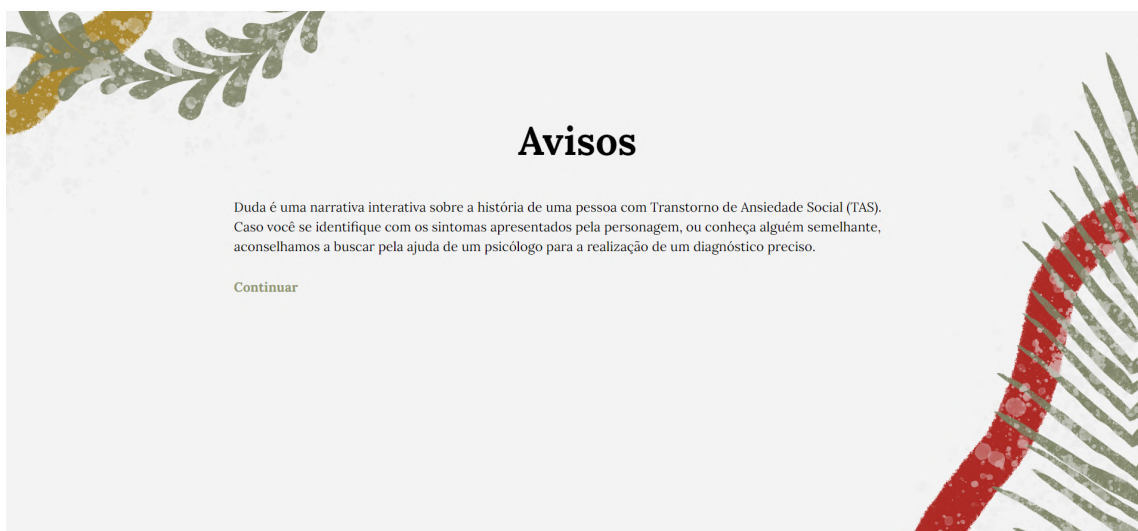 Avisos
Duda é uma narrativa interativa sobre a história de uma pessoa com Transtorno de Ansiedade Social (TAS).
Caso você se identifique com os sintomas apresentados pela personagem, ou conheça alguém semelhante,
aconselhamos a buscar pela ajuda de um psicólogo para a realização de um diagnóstico preciso.
Continuar